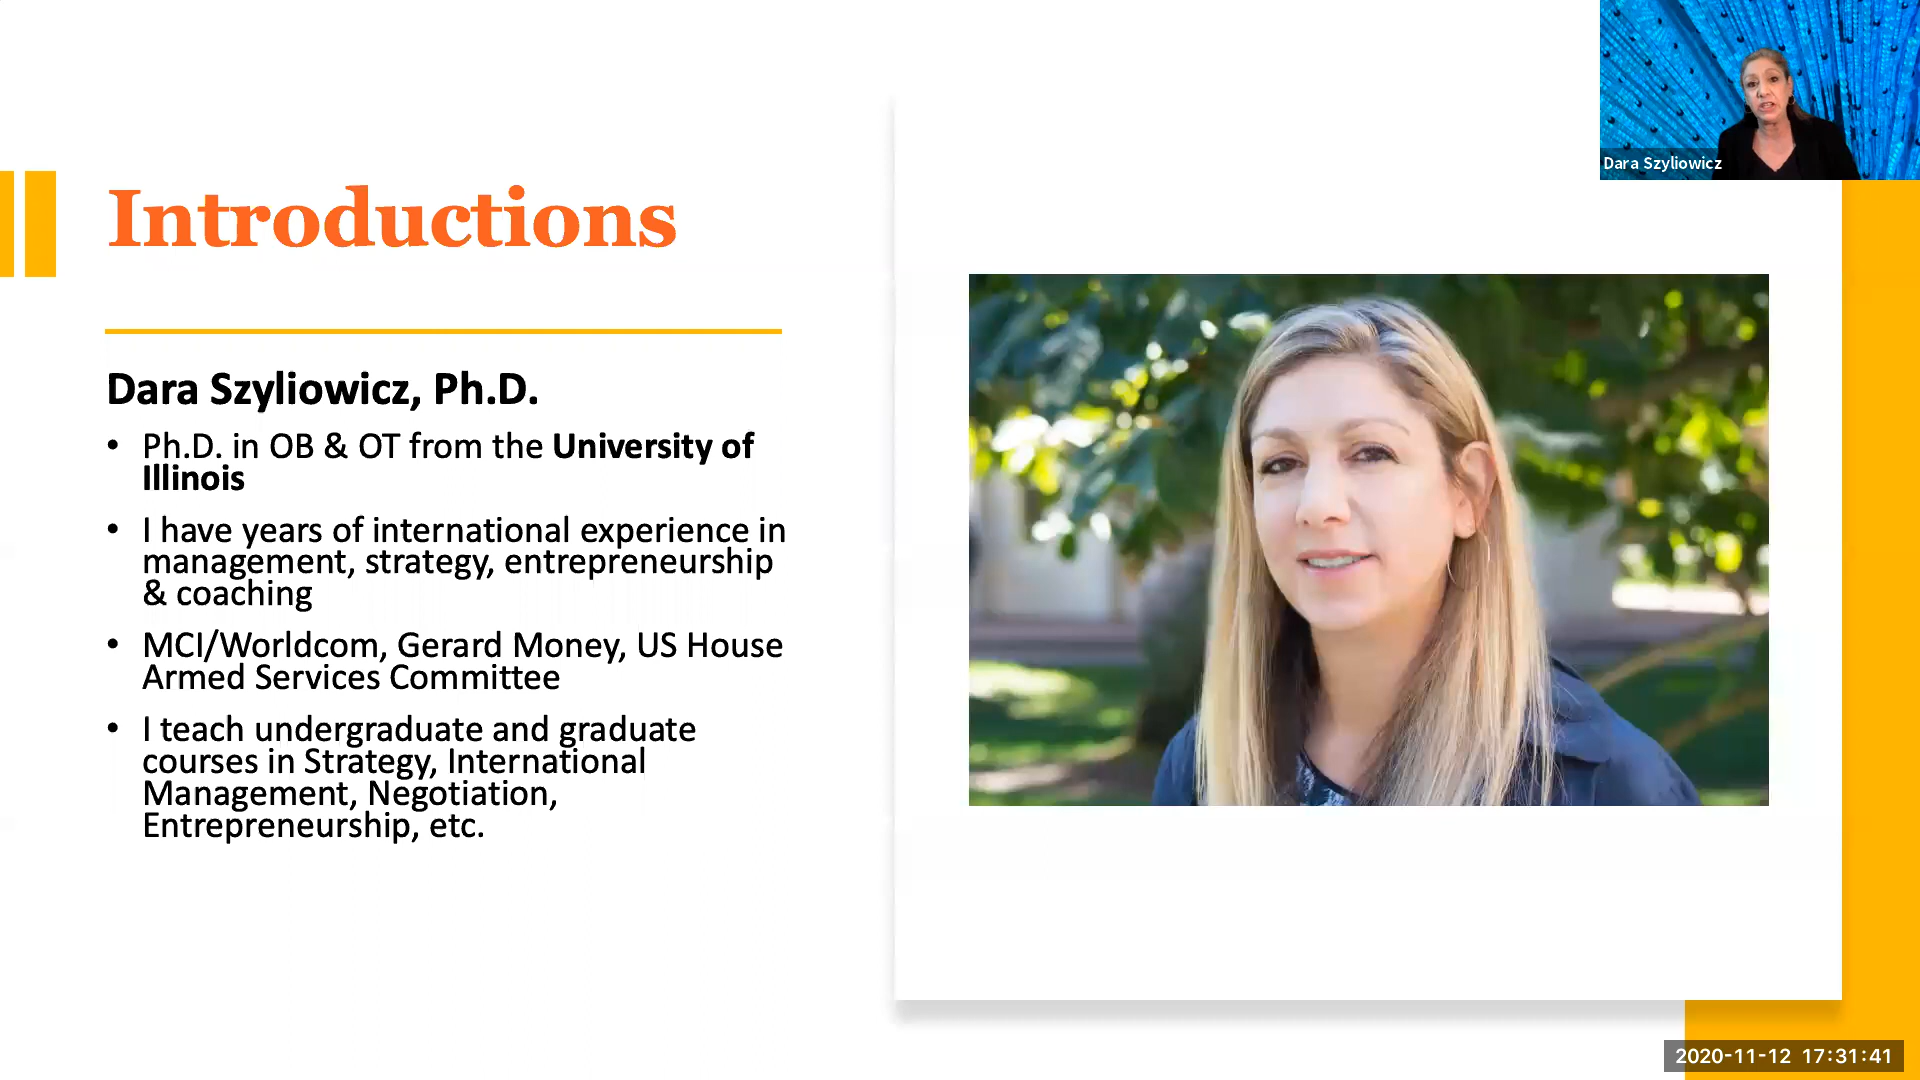 Dara Szyliowicz
Introductions
Dara Szyliowicz, Ph.D.
• Ph.D. in OB & OT from the University of
Illinois
• I have years of international experience in
management, strategy, entrepreneurship
& coaching
• MCI/Worldcom, Gerard Money, US House
Armed Services Committee
• I teach undergraduate and graduate
courses in Strategy, International
Management, Negotiation,
Entrepreneurship, etc.
2020-11-12 17:31:41